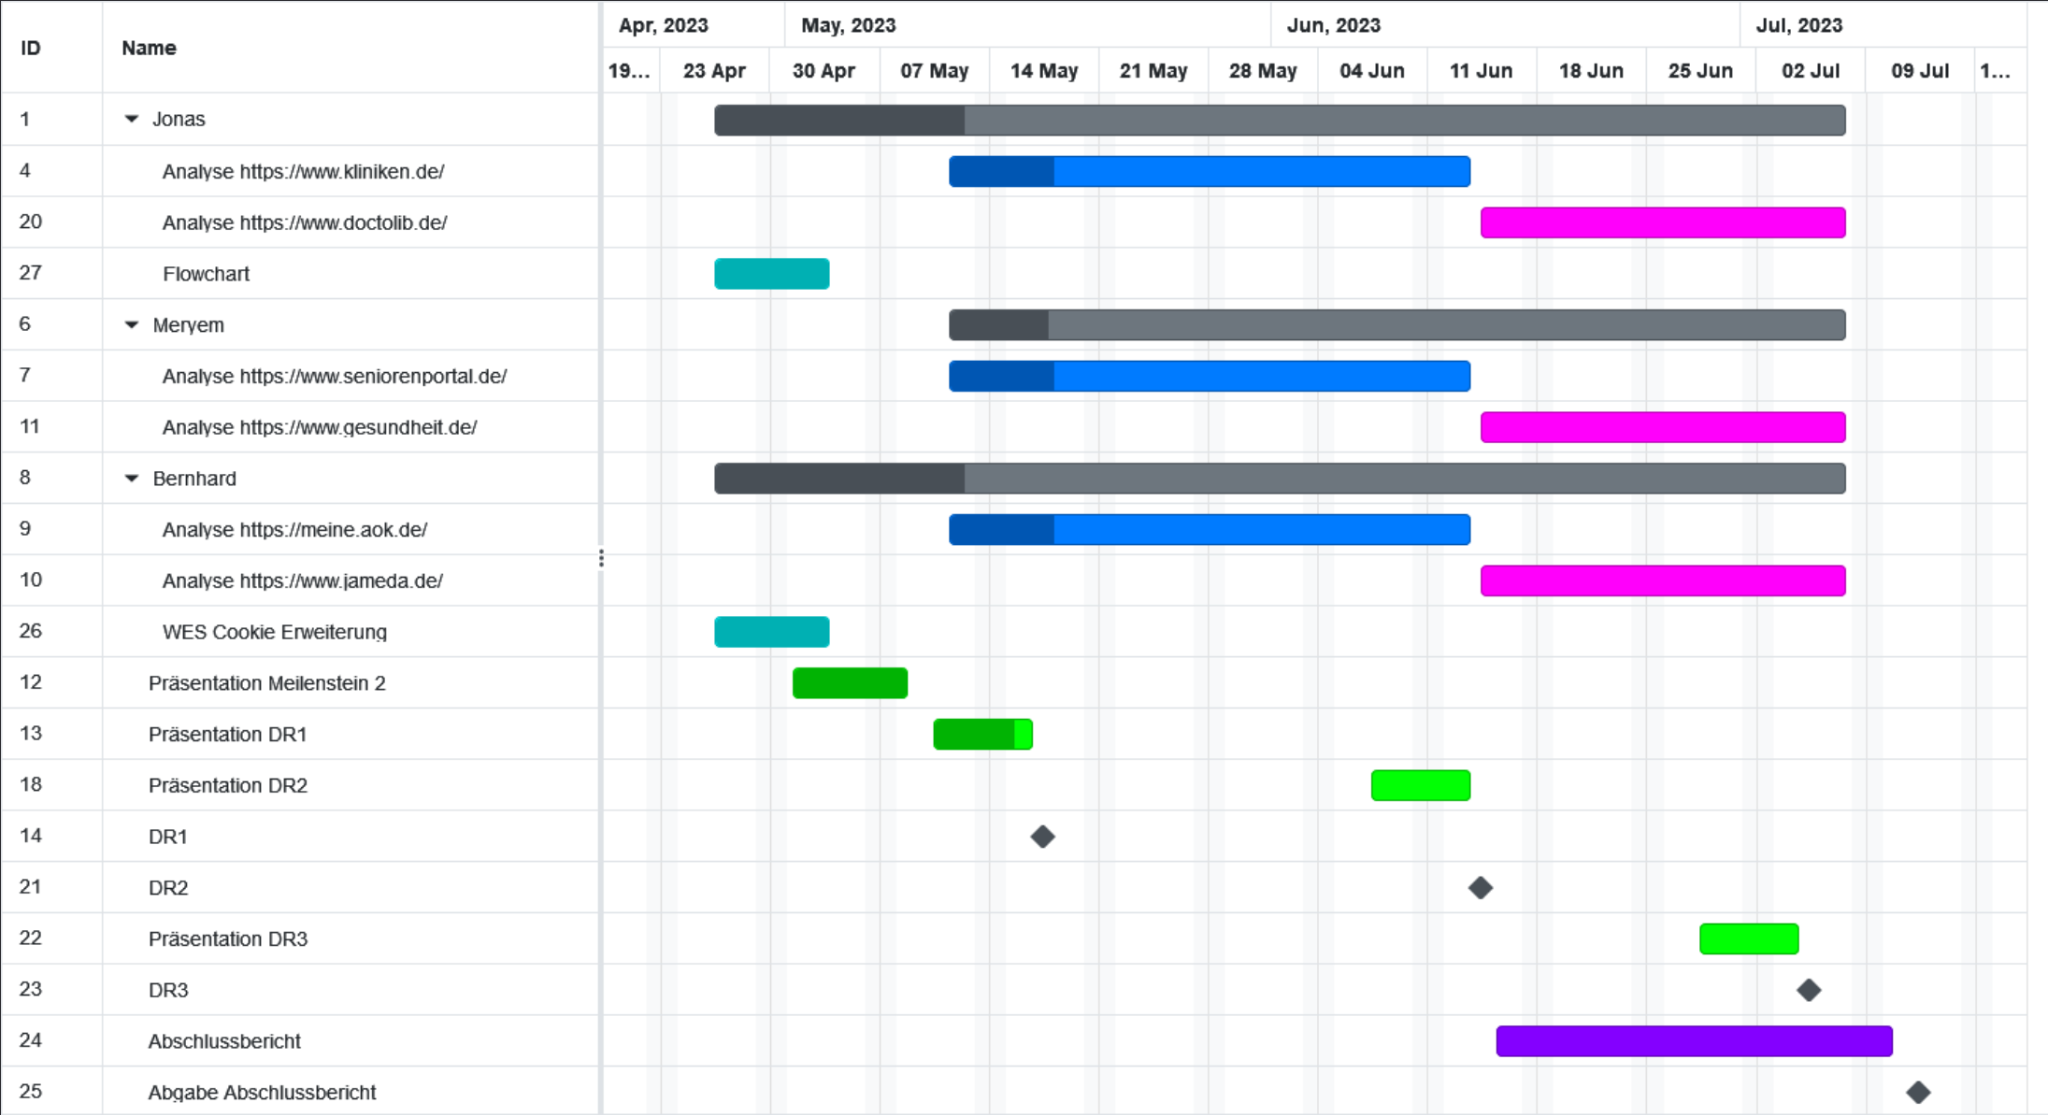 ID Name Apr, 2023 May, 2023 Jun, 2023 Jul, 2023
19... 23 Apr 30 Apr 07 May 14 May 21 May 28 May 04 Jun 11 Jun 18 Jun 25 Jun 02 Jul 09 Jul 1...
1 Jonas
4 Analyse https://www.kliniken.de/
20 Analyse https://www.doctolib.de/
27 Flowchart
6 Meryem
7 Analyse https://www.seniorenportal.de/
11 Analyse https://www.gesundheit.de/
8 Bernhard
9 Analyse https://meine.aok.de/
10 Analyse https://www.jameda.de/
26 WES Cookie Erweiterung
12 Präsentation Meilenstein 2
13 Präsentation DR1
18 Präsentation DR2
14 DR1
21 DR2
22 Präsentation DR3
23 DR3
24 Abschlussbericht
25 Abgabe Abschlussbericht